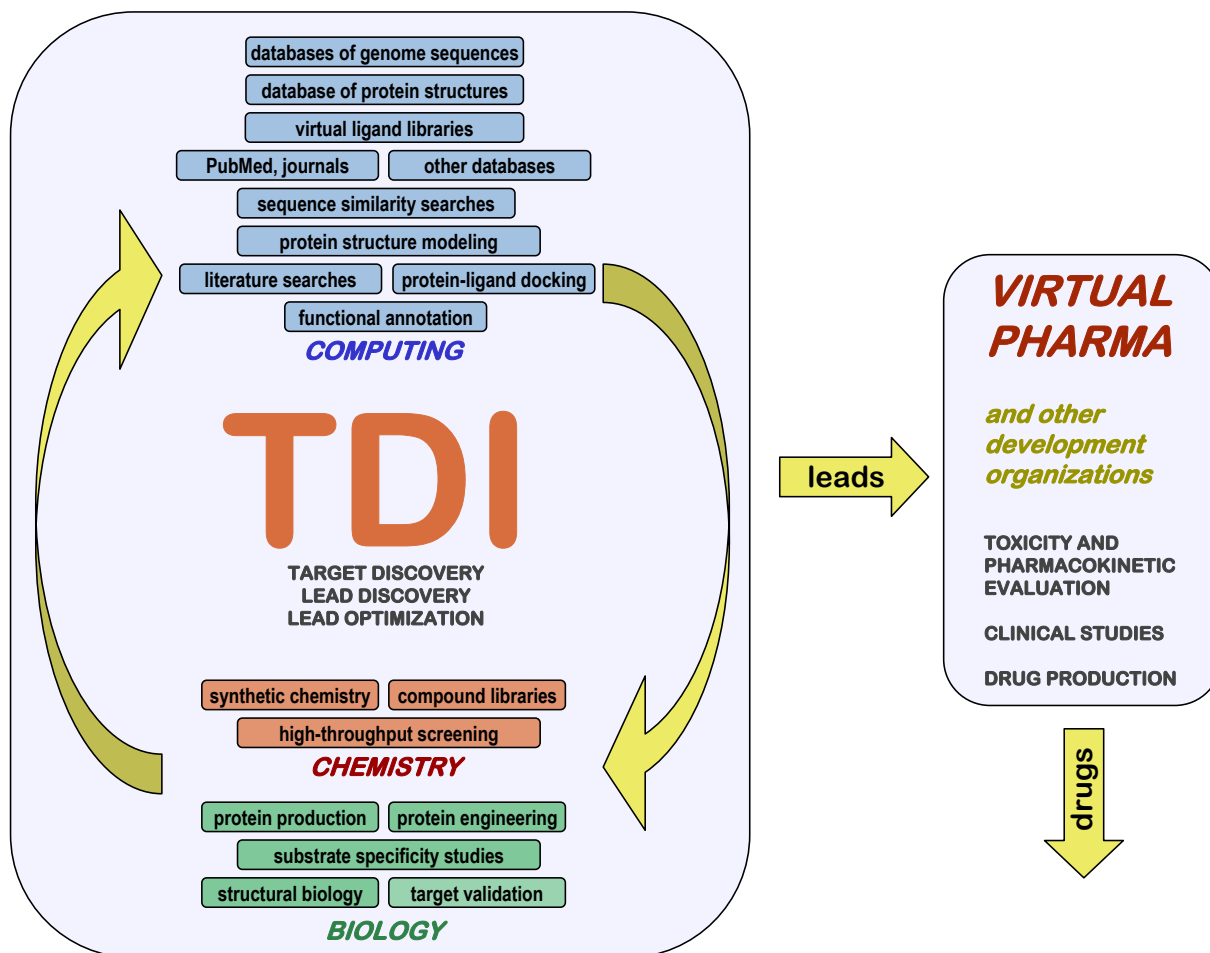 databases of genome sequences
database of protein structures
virtual ligand libraries
PubMed, journals
other databases
sequence similarity searches
protein structure modeling
literature searches
protein-ligand docking
functional annotation
COMPUTING
TDI
TARGET DISCOVERY
LEAD DISCOVERY
LEAD OPTIMIZATION
synthetic chemistry
compound libraries
high-throughput screening
CHEMISTRY
protein production
protein engineering
substrate specificity studies
structural biology
target validation
BIOLOGY
leads
VIRTUAL
PHARMA
and other
development
organizations
TOXICITY AND
PHARMACOKINETIC
EVALUATION
CLINICAL STUDIES
DRUG PRODUCTION
drugs